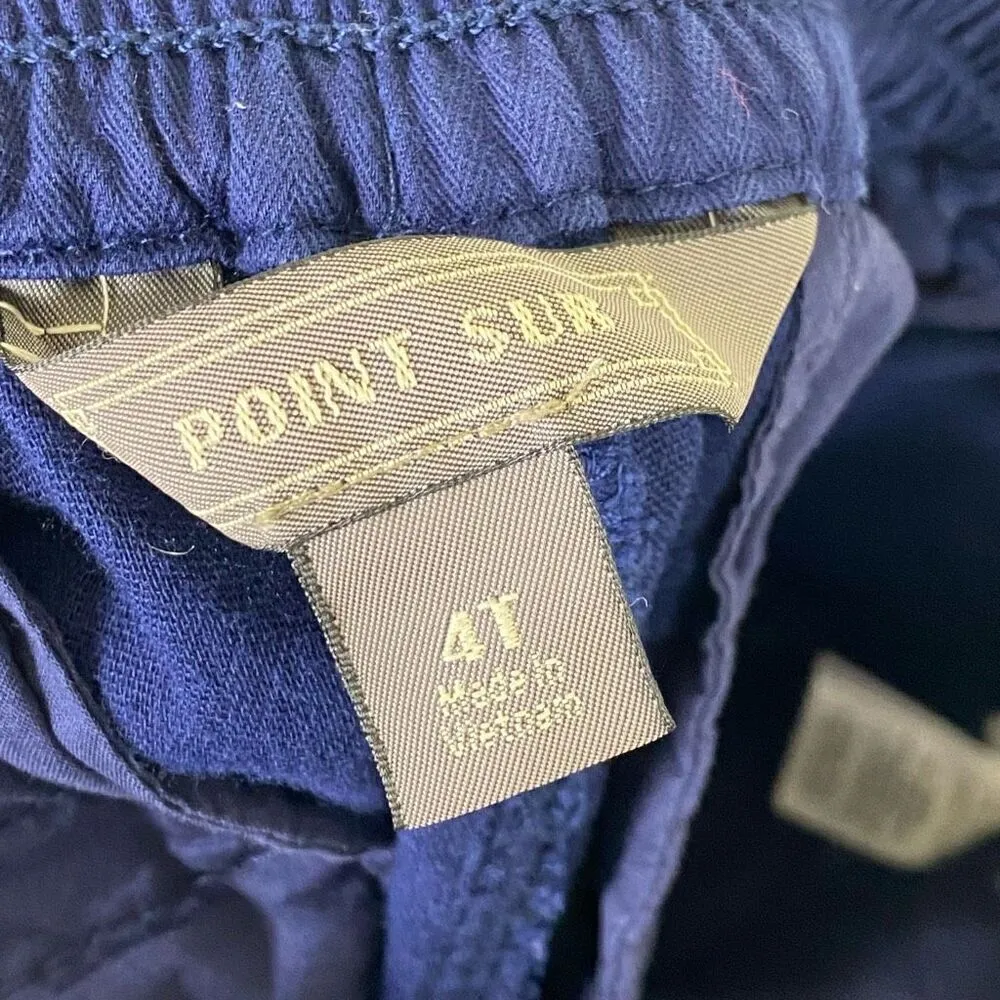 POINT SUR
4T
Made in
Vietnam